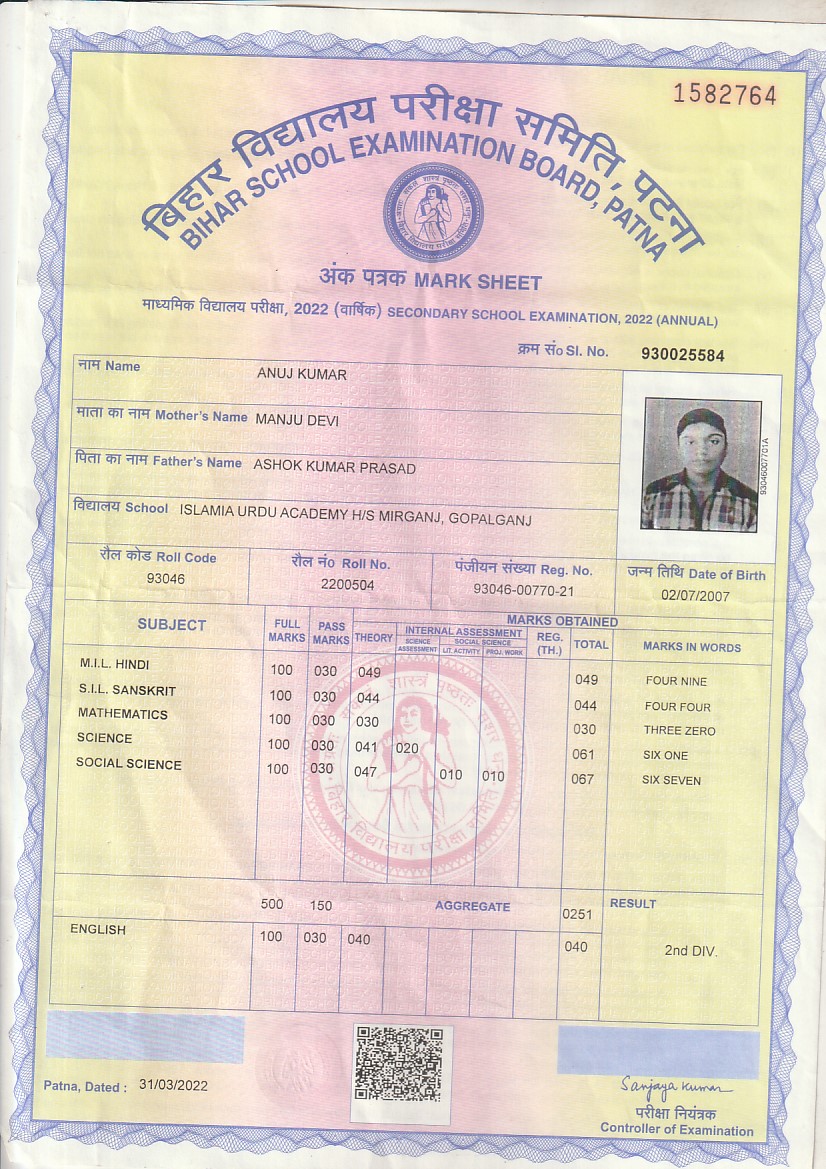 1582764
बिहार विद्यालय परीक्षा समिति, पटना
BIHAR SCHOOL EXAMINATION BOARD, PATNA
अंक पत्रक MARK SHEET
माध्यमिक विद्यालय परीक्षा, 2022 (वार्षिक) SECONDARY SCHOOL EXAMINATION, 2022 (ANNUAL)
क्रम सं० Sl. No. 930025584
नाम Name ANUJ KUMAR
माता का नाम Mother's Name MANJU DEVI
पिता का नाम Father's Name ASHOK KUMAR PRASAD
विद्यालय School ISLAMIA URDU ACADEMY H/S MIRGANJ, GOPALGANJ
93046007701A
रौल कोड Roll Code रौल नं० Roll No. पंजीयन संख्या Reg. No. जन्म तिथि Date of Birth
93046 2200504 93046-00770-21 02/07/2007
MARKS OBTAINED
SUBJECT FULL MARKS PASS MARKS THEORY INTERNAL ASSESSMENT REG. (TH.) TOTAL MARKS IN WORDS
SCIENCE ASSESSMENT SOCIAL SCIENCE LIT. ACTIVITY PROJ. WORK
M.I.L. HINDI 100 030 049 049 FOUR NINE
S.I.L. SANSKRIT 100 030 044 044 FOUR FOUR
MATHEMATICS 100 030 030 030 THREE ZERO
SCIENCE 100 030 041 020 061 SIX ONE
SOCIAL SCIENCE 100 030 047 010 010 067 SIX SEVEN
500 150 AGGREGATE 0251 RESULT
ENGLISH 100 030 040 040 2nd DIV.
Patna, Dated : 31/03/2022
Sanjaya Kumar
परीक्षा नियंत्रक
Controller of Examination
बिहार विद्यालय परीक्षा समिति